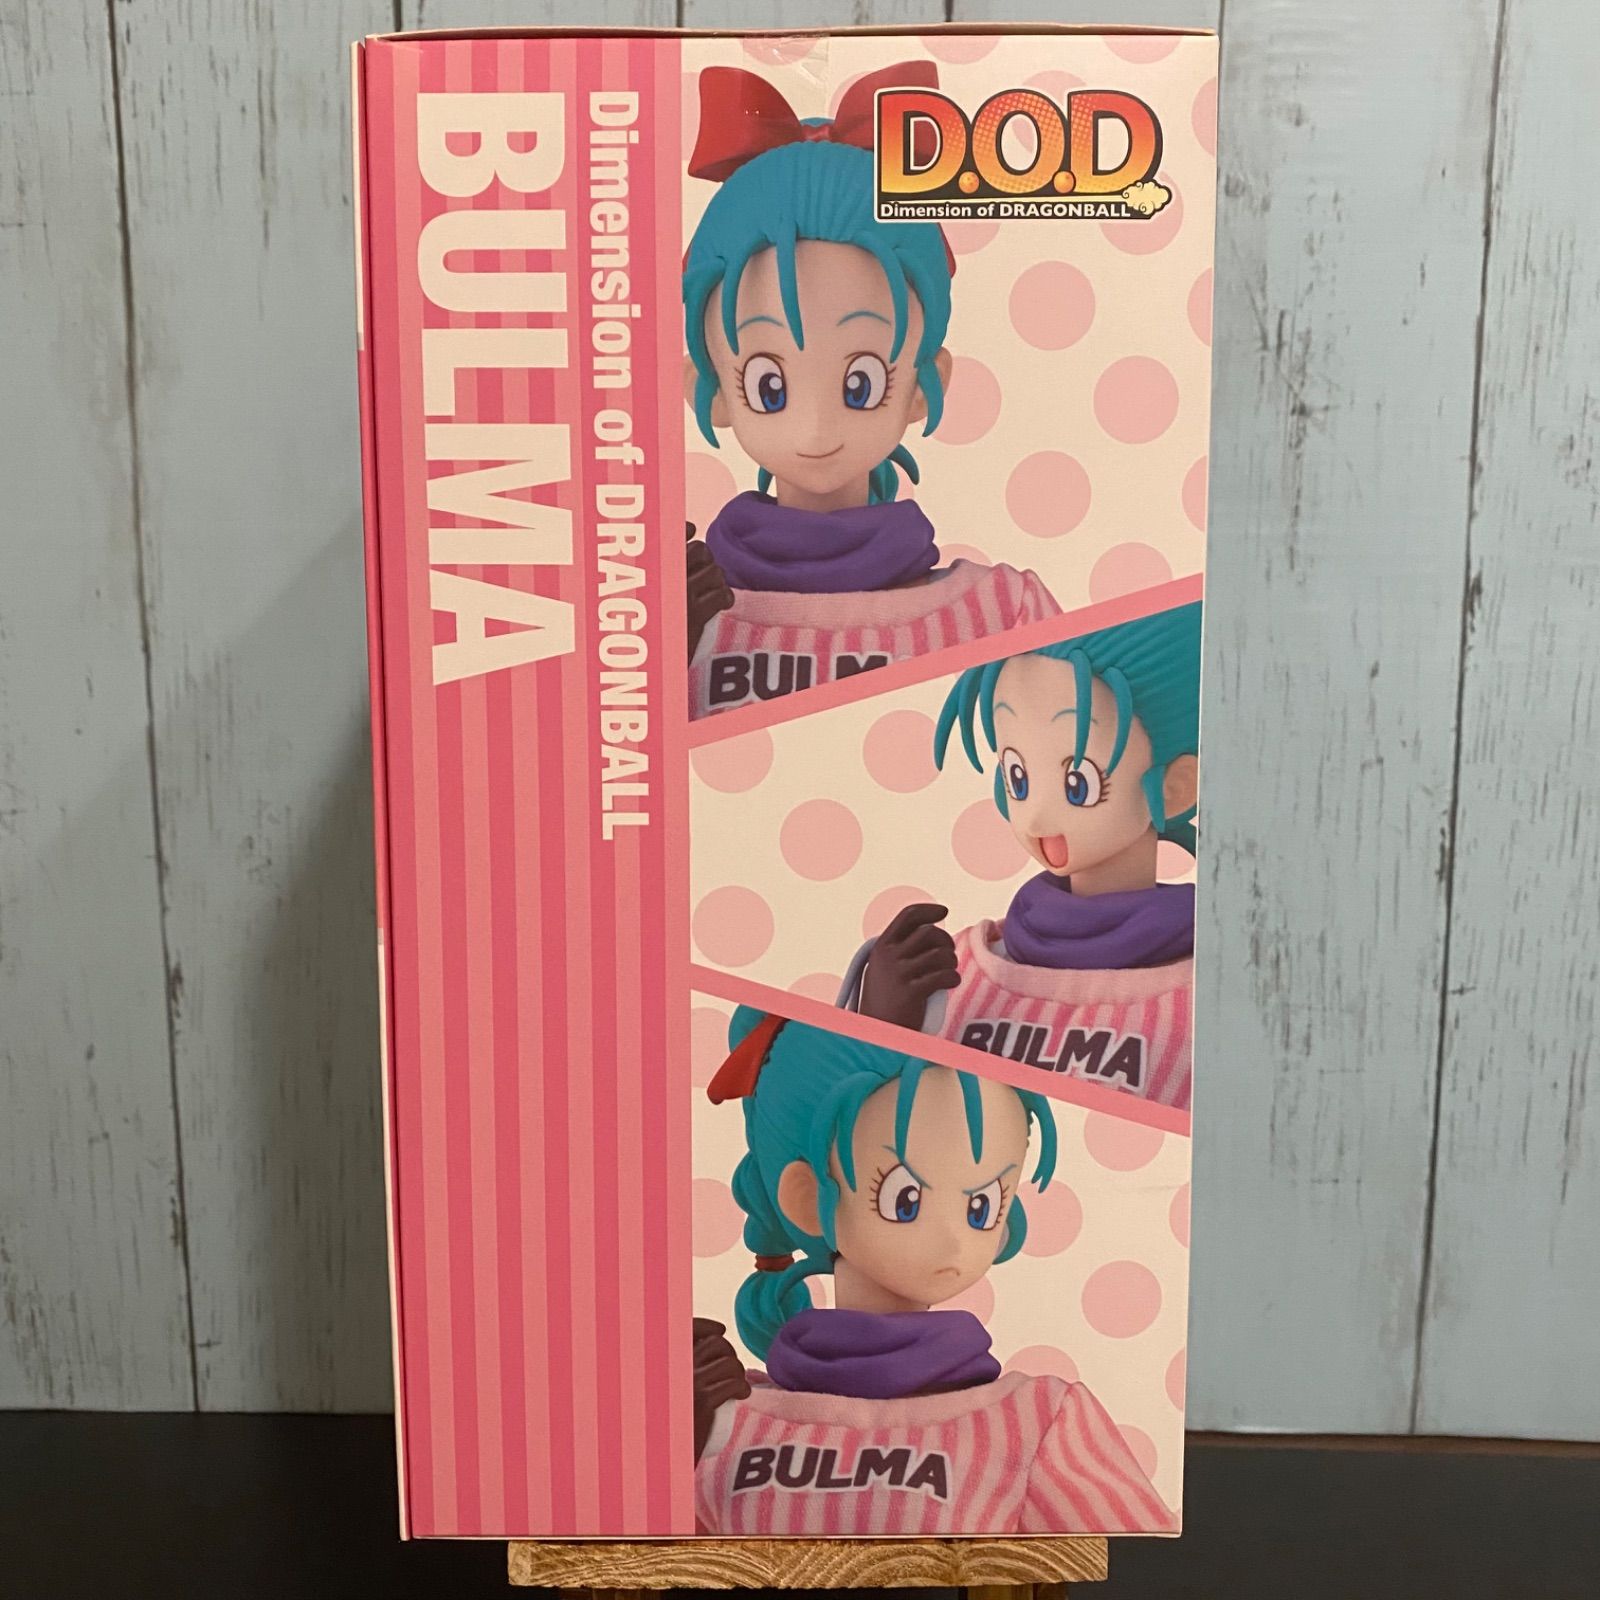 BULMA
Dimension of DRAGONBALL
D.O.D
Dimension of DRAGONBALL
BULMA
BULMA
BULMA